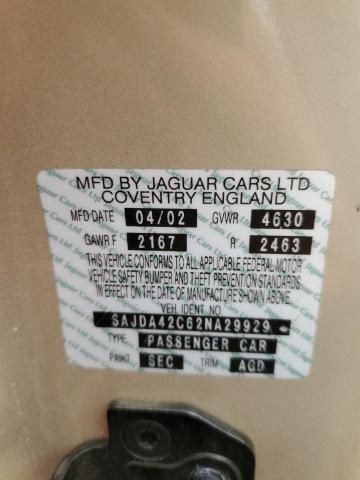 MFD BY JAGUAR CARS LTD
COVENTRY ENGLAND
MFD DATE 04/02 GVWR 4630
GAWR F 2167 R 2463
THIS VEHICLE CONFORMS TO ALL APPLICABLE FEDERAL MOTOR
VEHICLE SAFETY BUMPER AND THEFT PREVENTION STANDARDS
IN EFFECT ON THE DATE OF MANUFACTURE SHOWN ABOVE.
VEH. IDENT NO.
SAJDA42C62NA29929
TYPE PASSENGER CAR
PAINT SEC TRIM AGD